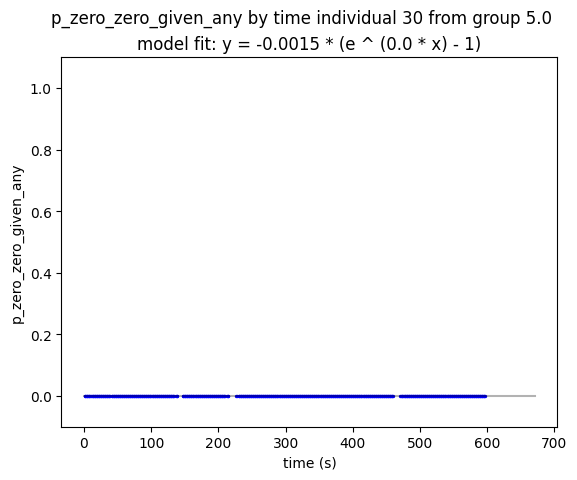 p_zero_zero_given_any by time individual 30 from group 5.0
model fit: y = -0.0015 * (e ^ (0.0 * x) - 1)
1.0
0.8
0.6
0.4
0.2
0.0
p_zero_zero_given_any
0 100 200 300 400 500 600 700
time (s)